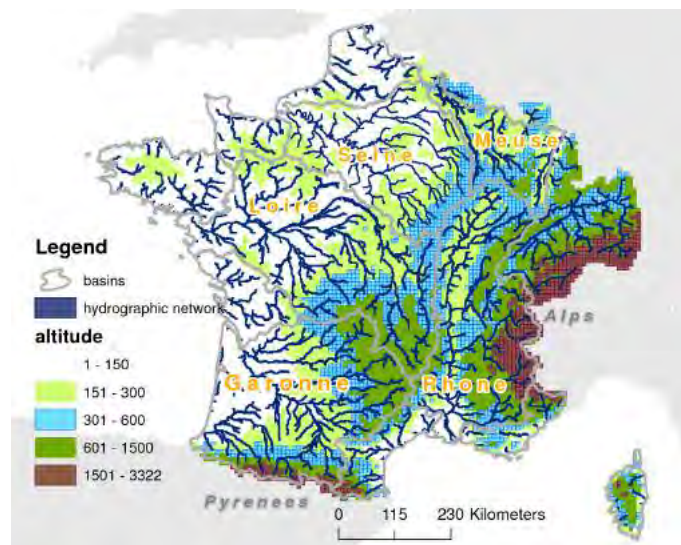 Meuse
Seine
Loire
Legend
basins
hydrographic network
Alps
altitude
1 - 150
151 - 300
Garonne
Rhone
301 - 600
601 - 1500
1501 - 3322
Pyrenees
0 115 230 Kilometers